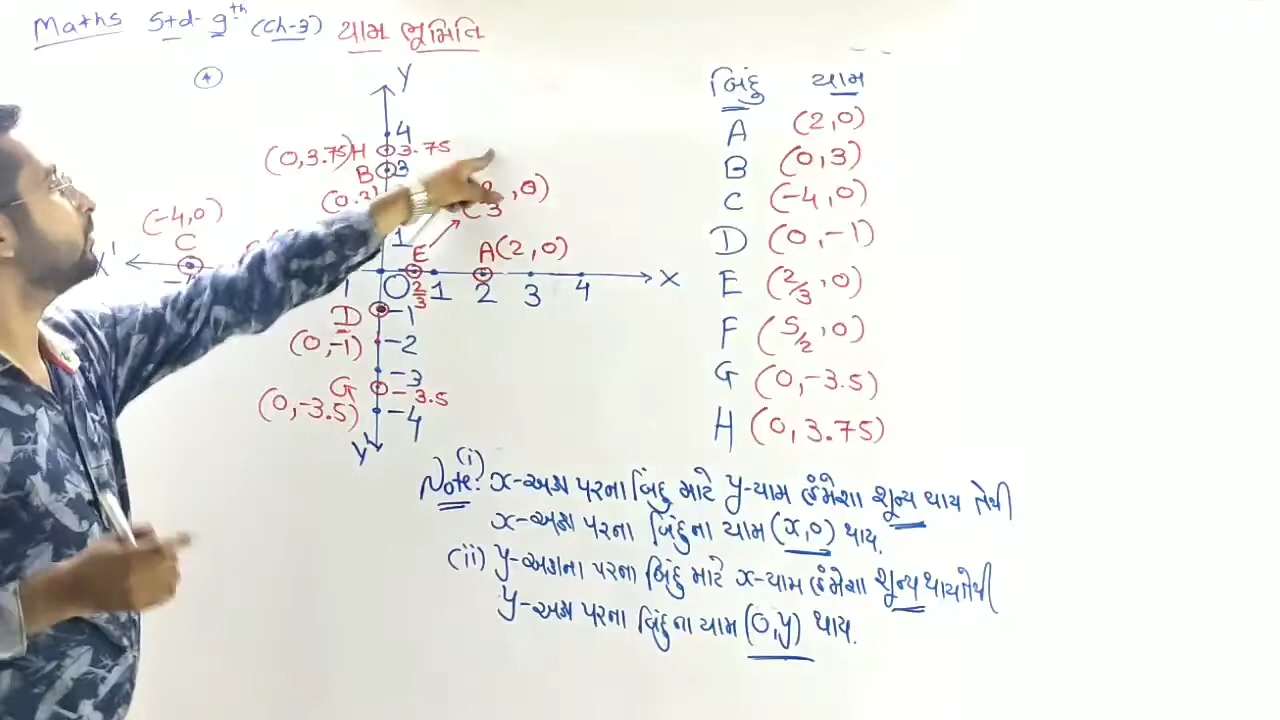 Maths Std- 9th (Ch-3) યામ ભૂમિતિ
Y
4
(0,3.75)H 3.75
B 3
(-4,0)
C
(2/3,0)
1
E A(2,0)
X' X
O 2/3 1 2 3 4
D -1
(0,-1) -2
-3
G -3.5
(0,-3.5) -4
Y'
બિંદુ યામ
A (2,0)
B (0,3)
C (-4,0)
D (0,-1)
E (2/3,0)
F (5/2,0)
G (0,-3.5)
H (0,3.75)
Note: (i) x-અક્ષ પરના બિંદુ માટે y-યામ હંમેશા શૂન્ય થાય તેથી
x-અક્ષ પરના બિંદુના યામ (x,0) થાય.
(ii) y-અક્ષના પરના બિંદુ માટે x-યામ હંમેશા શૂન્ય થાય તેથી
y-અક્ષ પરના બિંદુના યામ (0,y) થાય.